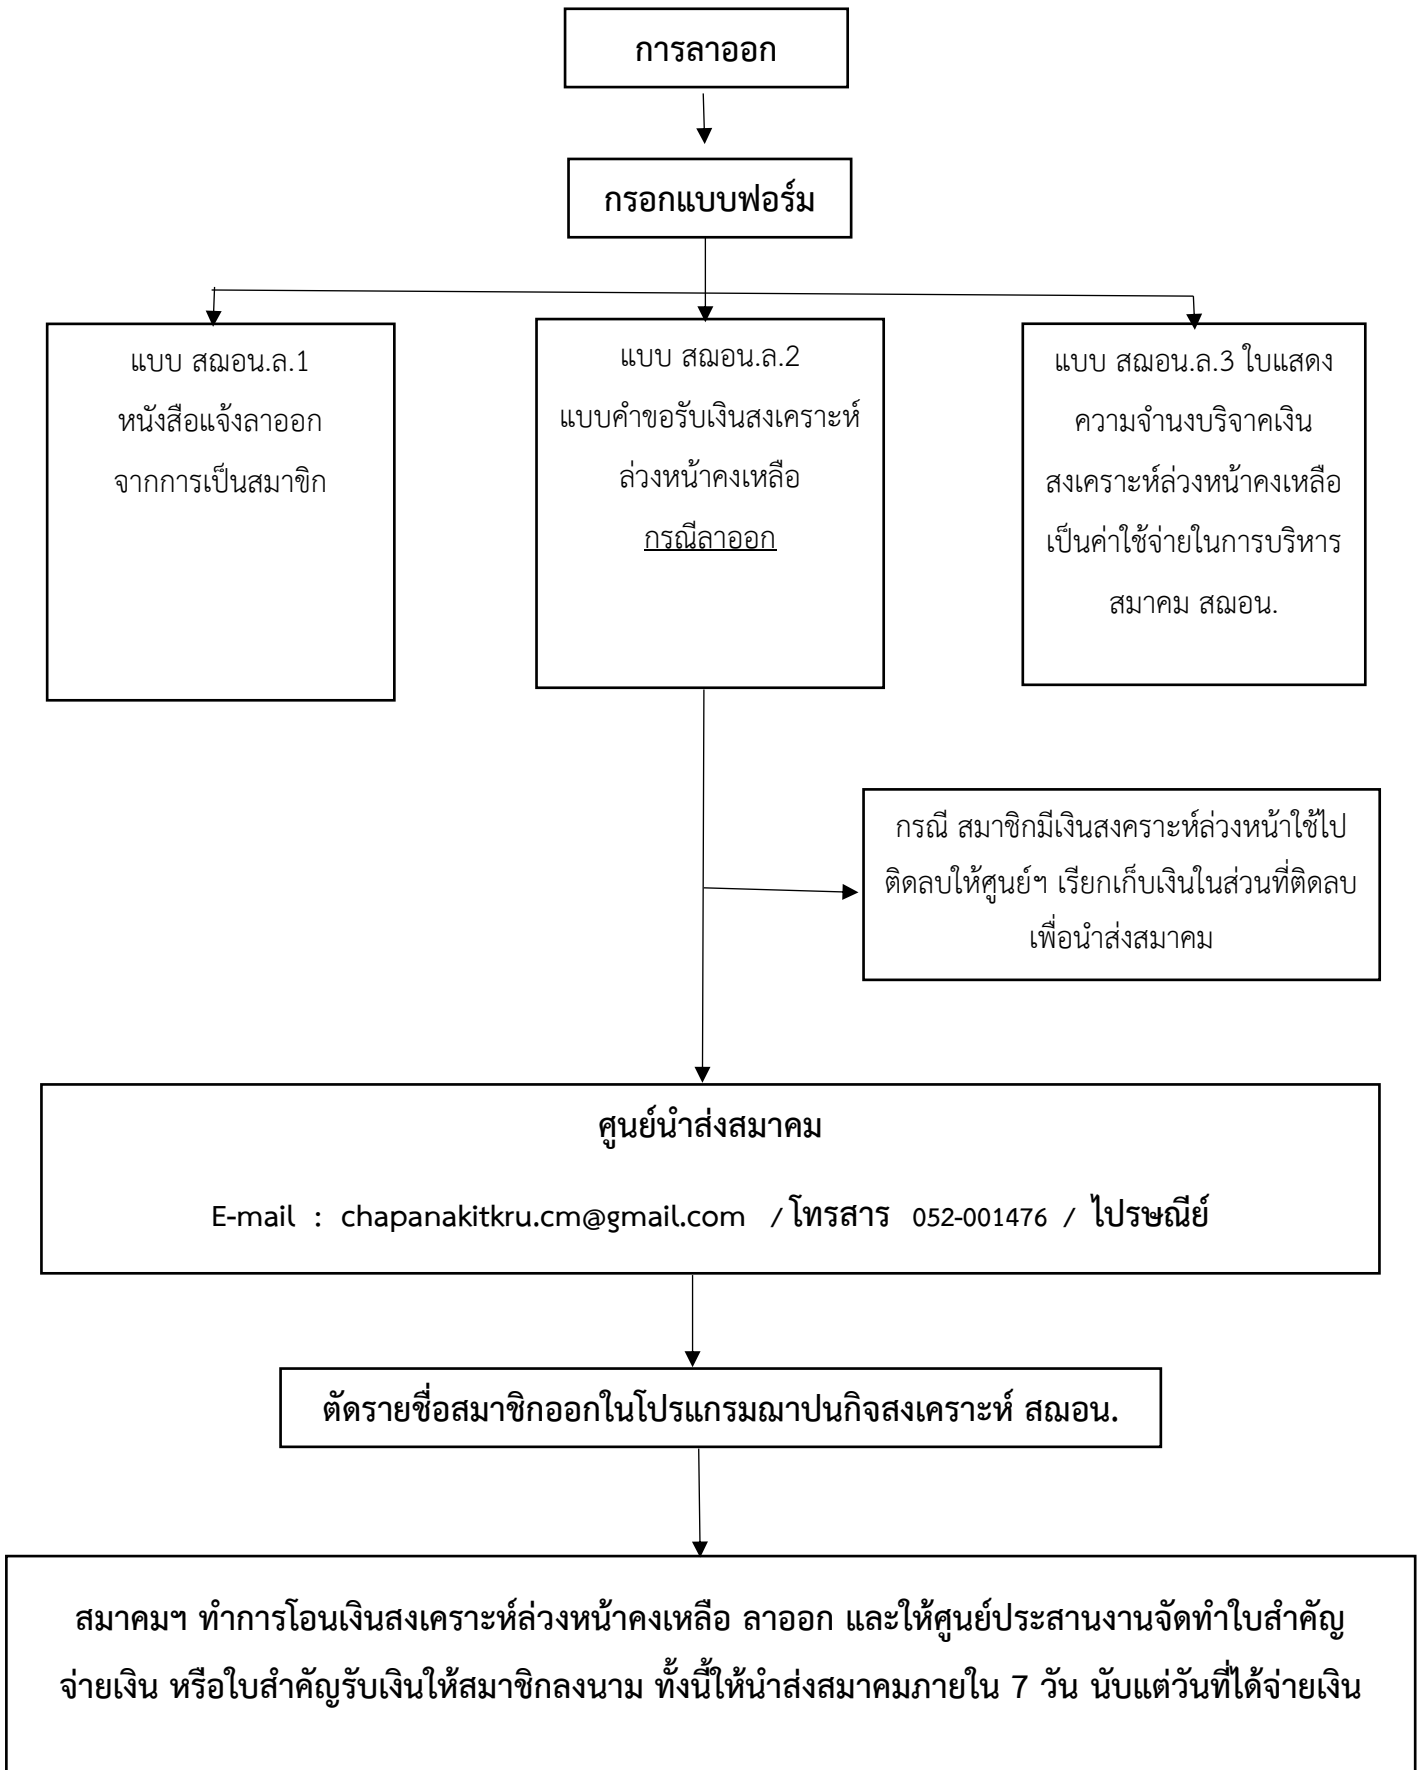 การลาออก
กรอกแบบฟอร์ม
แบบ สฌอน.ล.1
หนังสือแจ้งลาออก
จากการเป็นสมาขิก
แบบ สฌอน.ล.2
แบบคำขอรับเงินสงเคราะห์
ล่วงหน้าคงเหลือ
กรณีลาออก
แบบ สฌอน.ล.3 ใบแสดง
ความจำนงบริจาคเงิน
สงเคราะห์ล่วงหน้าคงเหลือ
เป็นค่าใช้จ่ายในการบริหาร
สมาคม สฌอน.
กรณี สมาชิกมีเงินสงคราะห์ล่วงหน้าใช้ไป
ติดลบให้ศูนย์ฯ เรียกเก็บเงินในส่วนที่ติดลบ
เพื่อนำส่งสมาคม
ศูนย์นำส่งสมาคม
E-mail : chapanakitkru.cm@gmail.com / โทรสาร 052-001476 / ไปรษณีย์
ตัดรายชื่อสมาชิกออกในโปรแกรมฌาปนกิจสงเคราะห์ สฌอน.
สมาคมฯ ทำการโอนเงินสงเคราะห์ล่วงหน้าคงเหลือ ลาออก และให้ศูนย์ประสานงานจัดทำใบสำคัญ
จ่ายเงิน หรือใบสำคัญรับเงินให้สมาชิกลงนาม ทั้งนี้ให้นำส่งสมาคมภายใน 7 วัน นับแต่วันที่ได้จ่ายเงิน